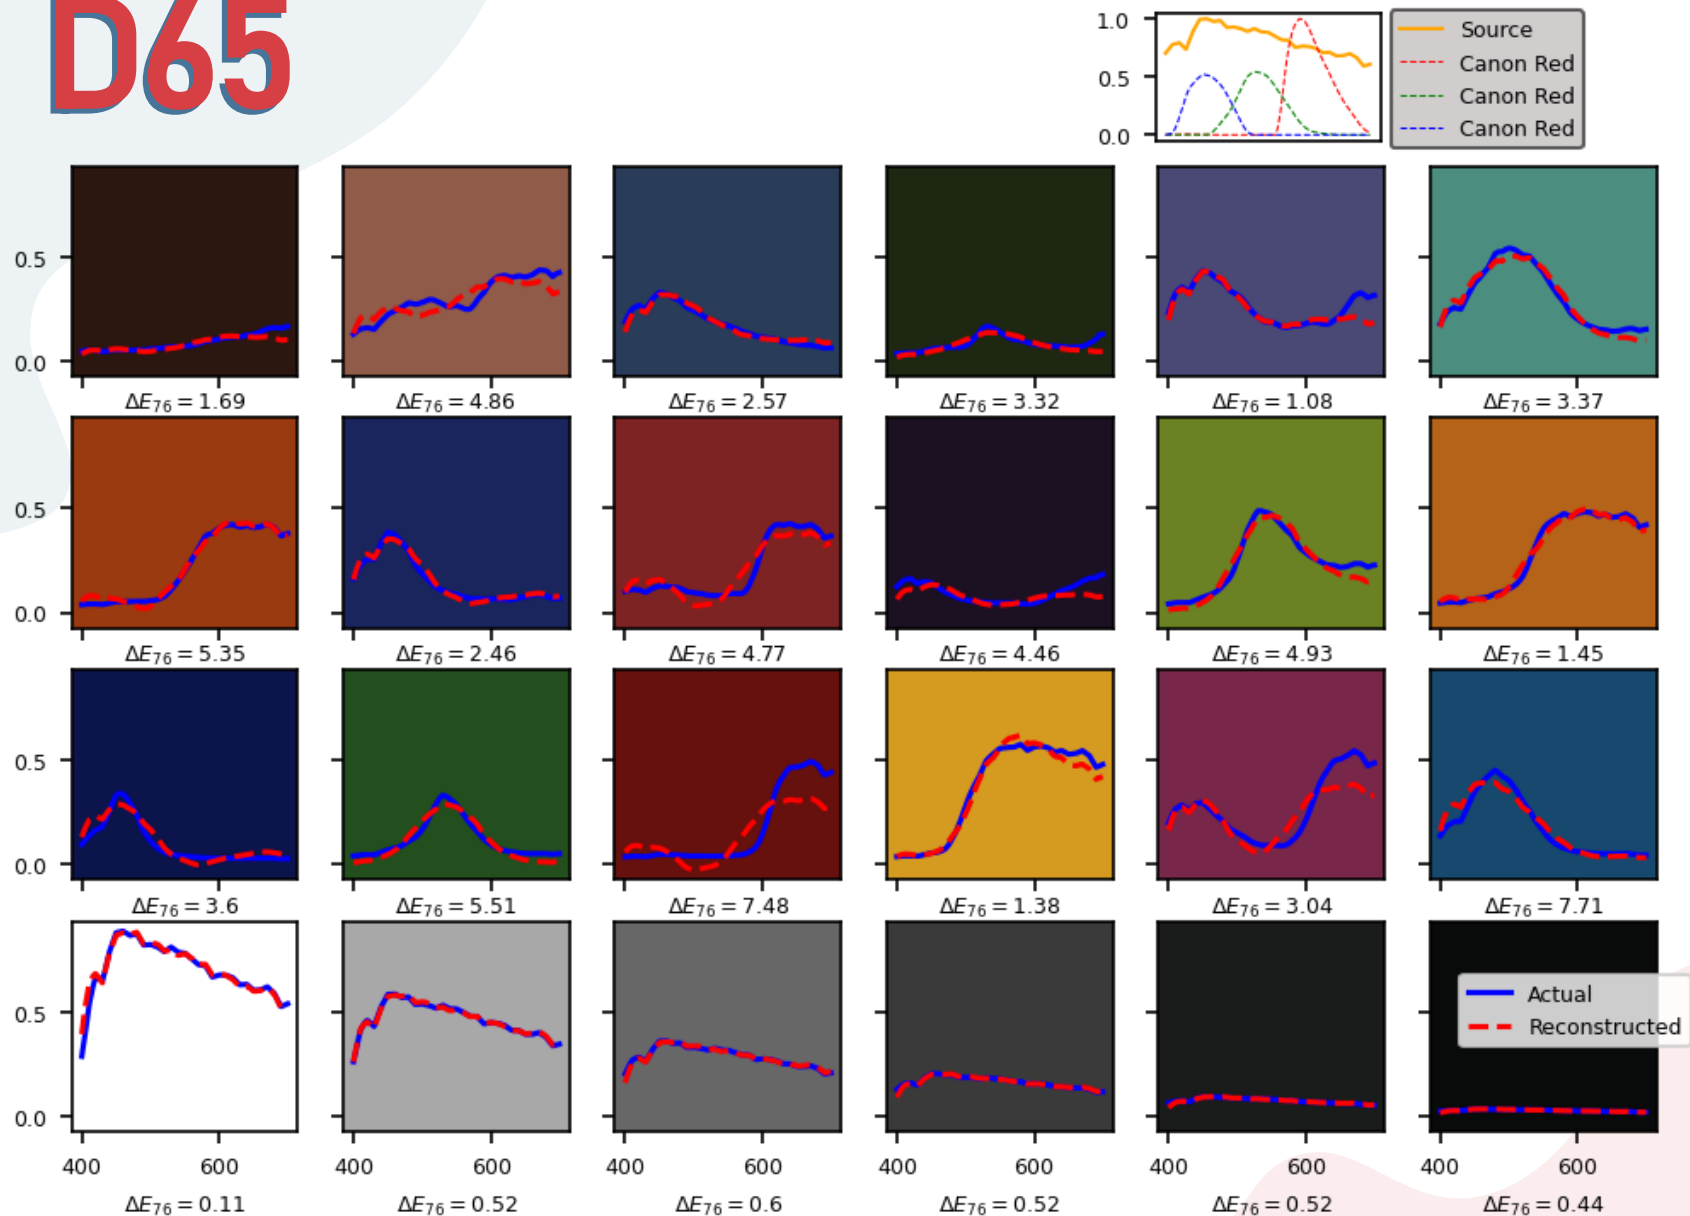 D65
1.0
0.5
0.0
Source
Canon Red
Canon Red
Canon Red
0.5
0.0
ΔE76 = 1.69 ΔE76 = 4.86 ΔE76 = 2.57 ΔE76 = 3.32 ΔE76 = 1.08 ΔE76 = 3.37
0.5
0.0
ΔE76 = 5.35 ΔE76 = 2.46 ΔE76 = 4.77 ΔE76 = 4.46 ΔE76 = 4.93 ΔE76 = 1.45
0.5
0.0
ΔE76 = 3.6 ΔE76 = 5.51 ΔE76 = 7.48 ΔE76 = 1.38 ΔE76 = 3.04 ΔE76 = 7.71
Actual
Reconstructed
0.5
0.0
400 600 400 600 400 600 400 600 400 600 400 600
ΔE76 = 0.11 ΔE76 = 0.52 ΔE76 = 0.6 ΔE76 = 0.52 ΔE76 = 0.52 ΔE76 = 0.44